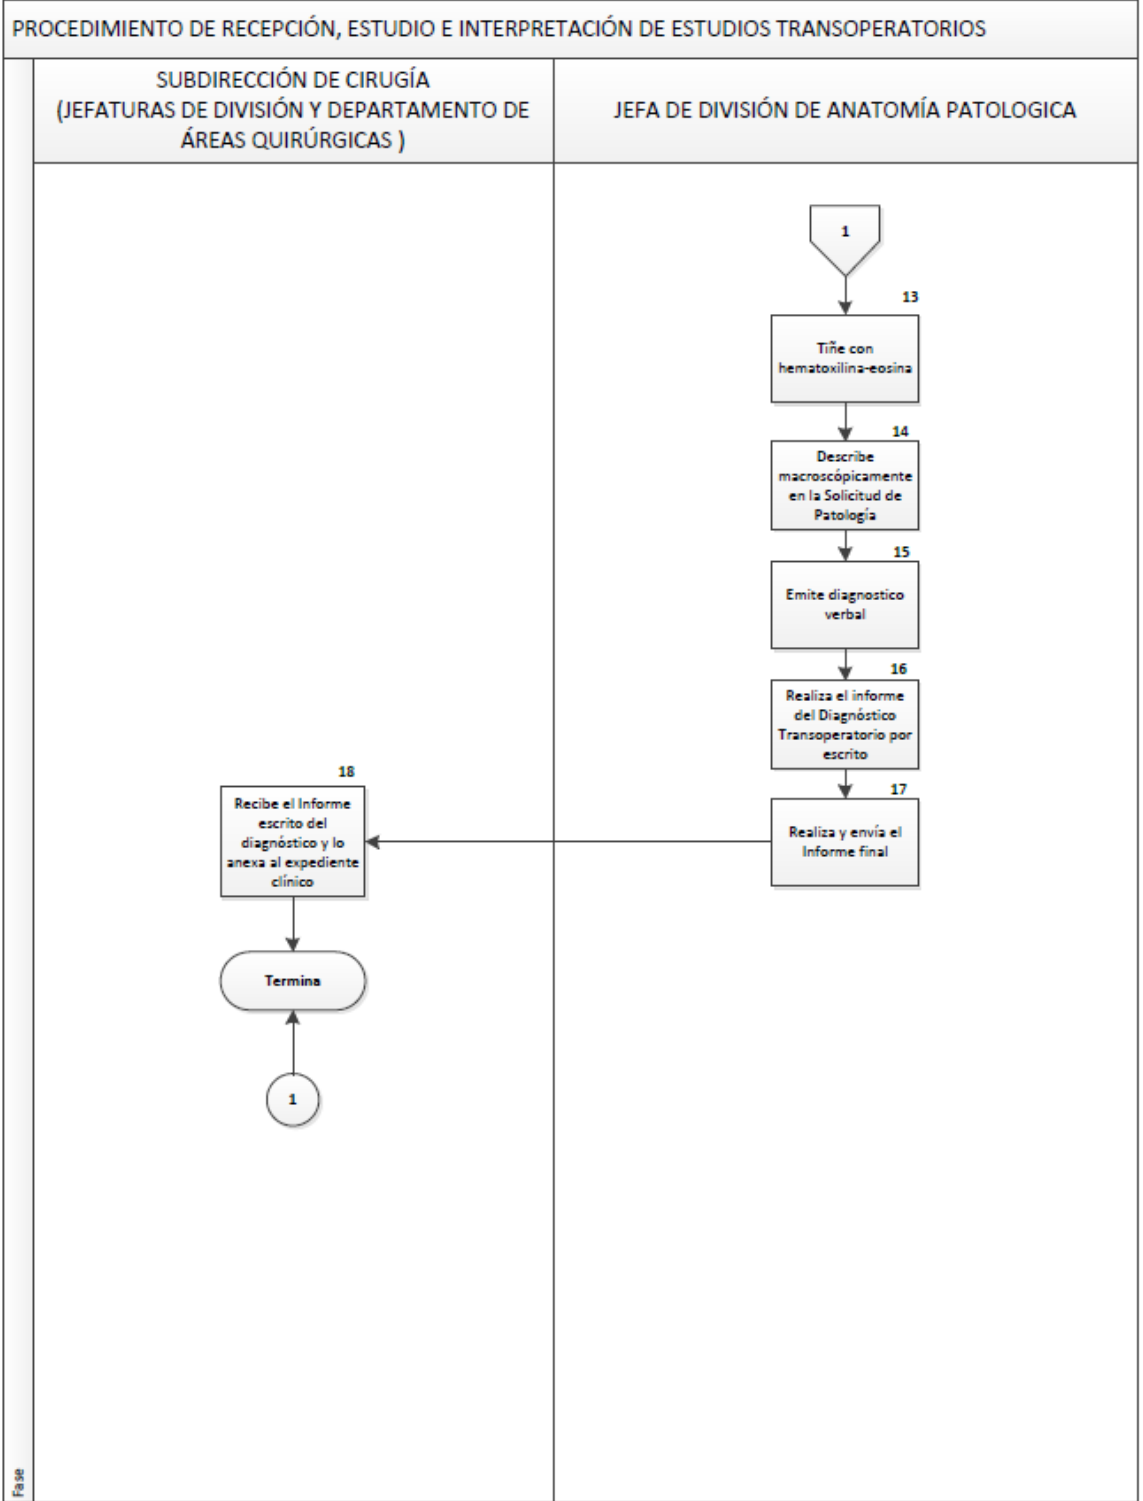 PROCEDIMIENTO DE RECEPCIÓN, ESTUDIO E INTERPRETACIÓN DE ESTUDIOS TRANSOPERATORIOS
SUBDIRECCIÓN DE CIRUGÍA
(JEFATURAS DE DIVISIÓN Y DEPARTAMENTO DE
ÁREAS QUIRÚRGICAS )
JEFA DE DIVISIÓN DE ANATOMÍA PATOLOGICA
1
13
Tiñe con
hematoxilina-eosina
14
Describe
macroscópicamente
en la Solicitud de
Patología
15
Emite diagnostico
verbal
16
Realiza el informe
del Diagnóstico
Transoperatorio por
escrito
17
Realiza y envía el
Informe final
18
Recibe el Informe
escrito del
diagnóstico y lo
anexa al expediente
clínico
Termina
1
Fase